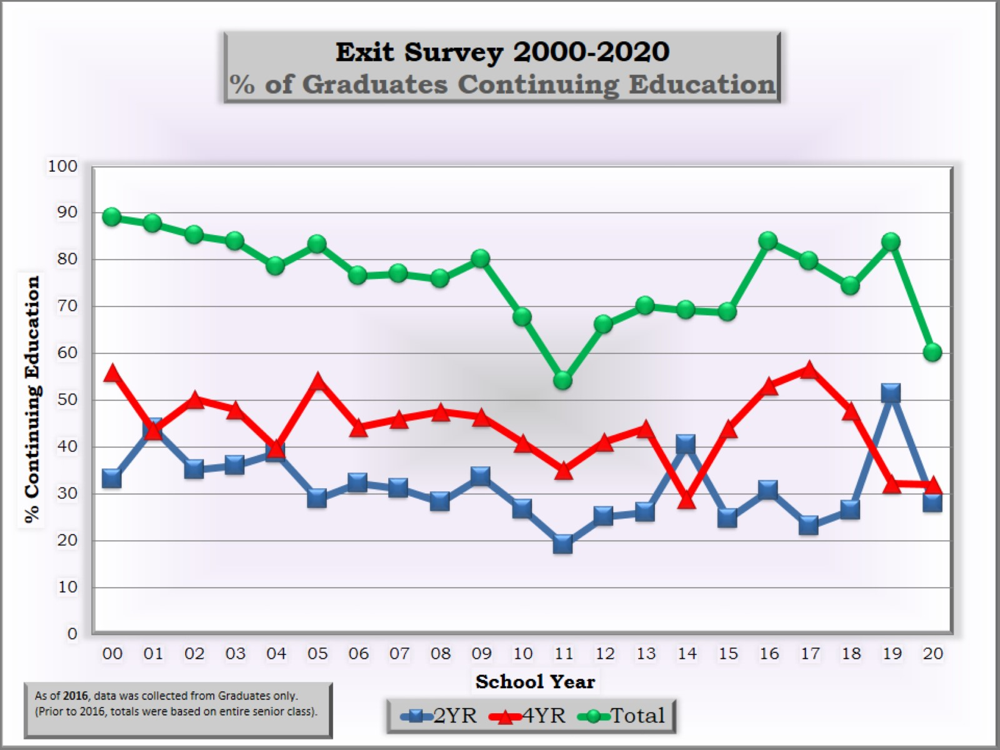 Exit Survey 2000-2020
% of Graduates Continuing Education
100
90
80
70
60
50
40
30
20
10
0
% Continuing Education
00 01 02 03 04 05 06 07 08 09 10 11 12 13 14 15 16 17 18 19 20
School Year
As of 2016, data was collected from Graduates only.
(Prior to 2016, totals were based on entire senior class).
2YR 4YR Total